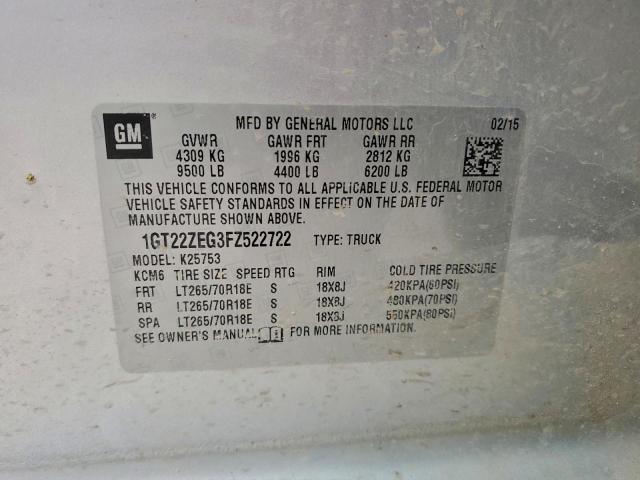 GM MFD BY GENERAL MOTORS LLC 02/15
GVWR GAWR FRT GAWR RR
4309 KG 1996 KG 2812 KG
9500 LB 4400 LB 6200 LB
THIS VEHICLE CONFORMS TO ALL APPLICABLE U.S. FEDERAL MOTOR
VEHICLE SAFETY STANDARDS IN EFFECT ON THE DATE OF
MANUFACTURE SHOWN ABOVE.
1GT22ZEG3FZ522722 TYPE: TRUCK
MODEL: K25753
KCM6 TIRE SIZE SPEED RTG RIM COLD TIRE PRESSURE
FRT LT265/70R18E S 18X8J 420KPA(60PSI)
RR LT265/70R18E S 18X8J 480KPA(70PSI)
SPA LT265/70R18E S 18X8J 550KPA(80PSI)
SEE OWNER'S MANUAL FOR MORE INFORMATION.